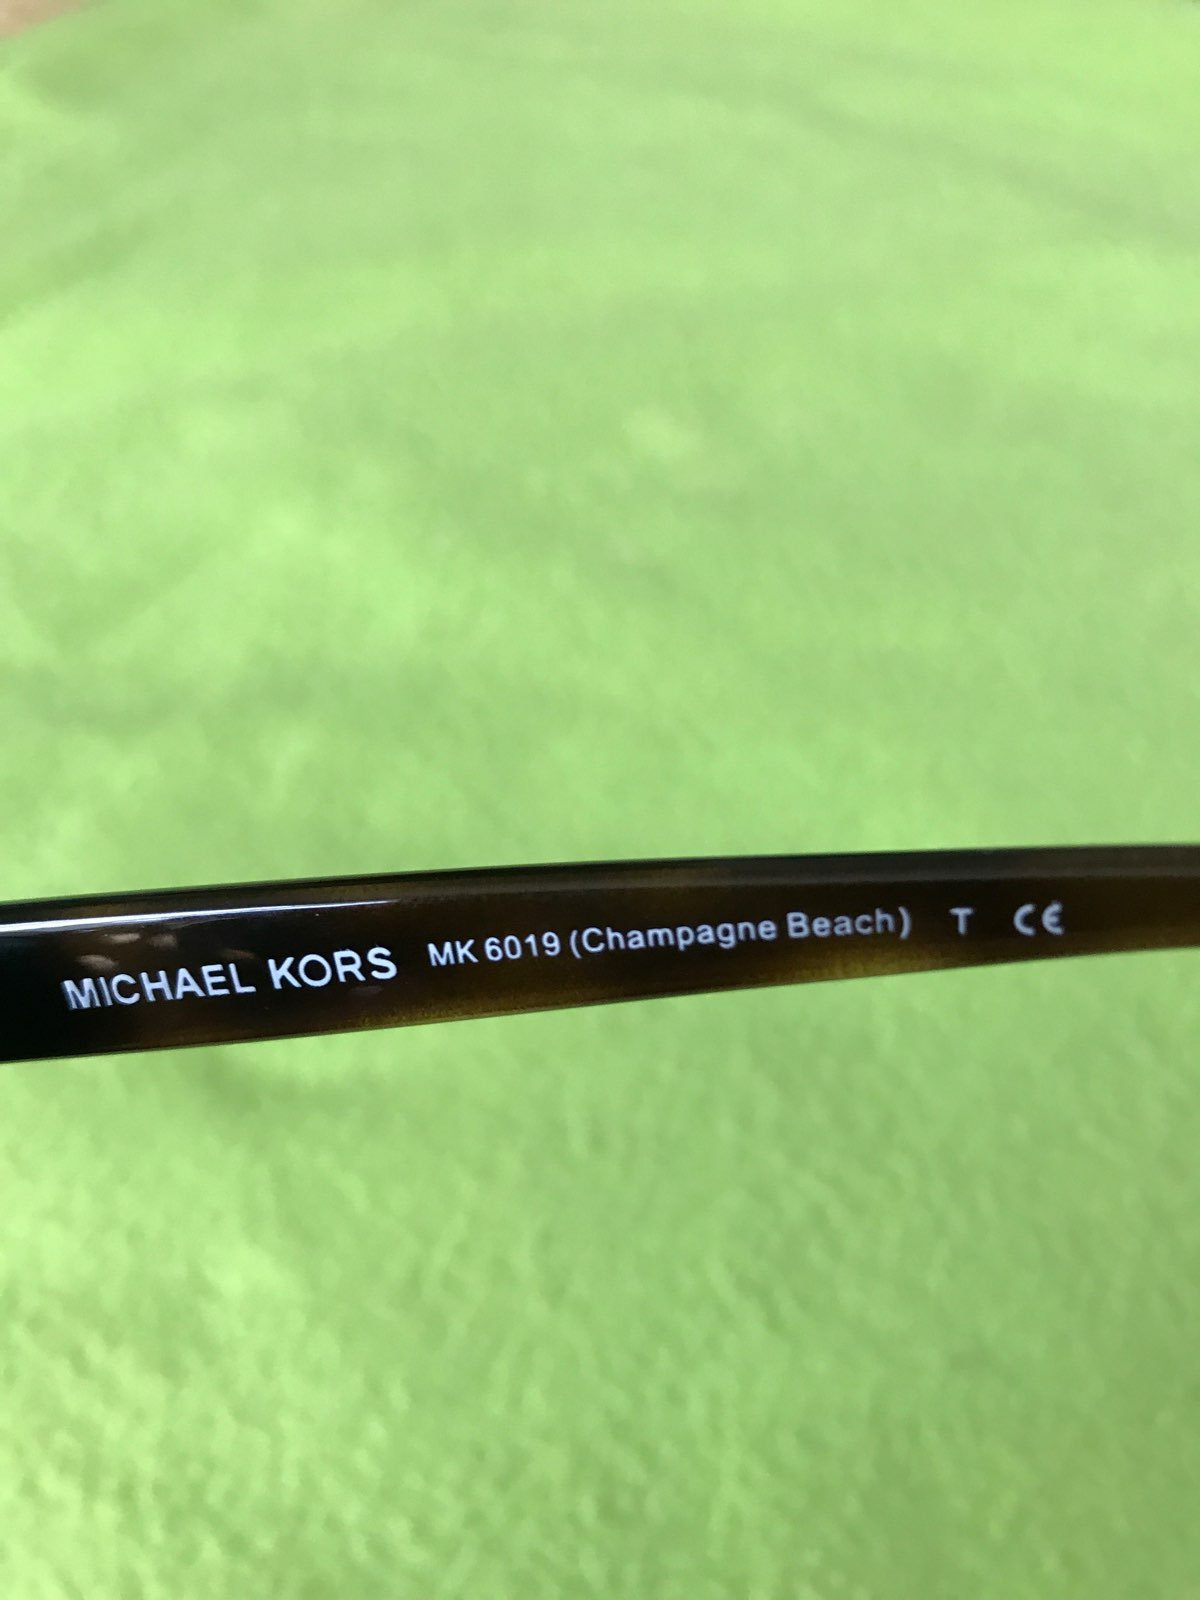 MICHAEL KORS MK 6019 (Champagne Beach) T CE